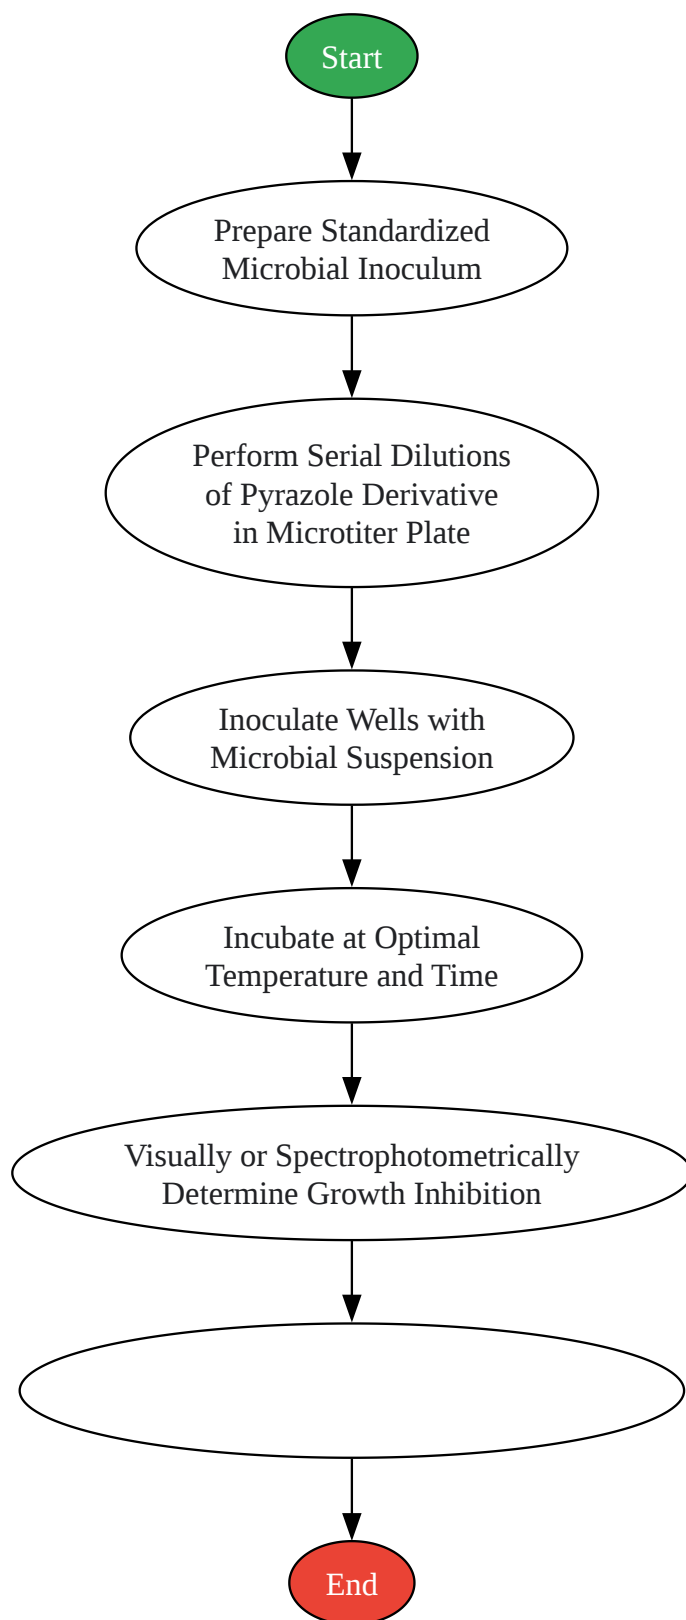 Start
Prepare Standardized
Microbial Inoculum
Perform Serial Dilutions
of Pyrazole Derivative
in Microtiter Plate
Inoculate Wells with
Microbial Suspension
Incubate at Optimal
Temperature and Time
Visually or Spectrophotometrically
Determine Growth Inhibition
End